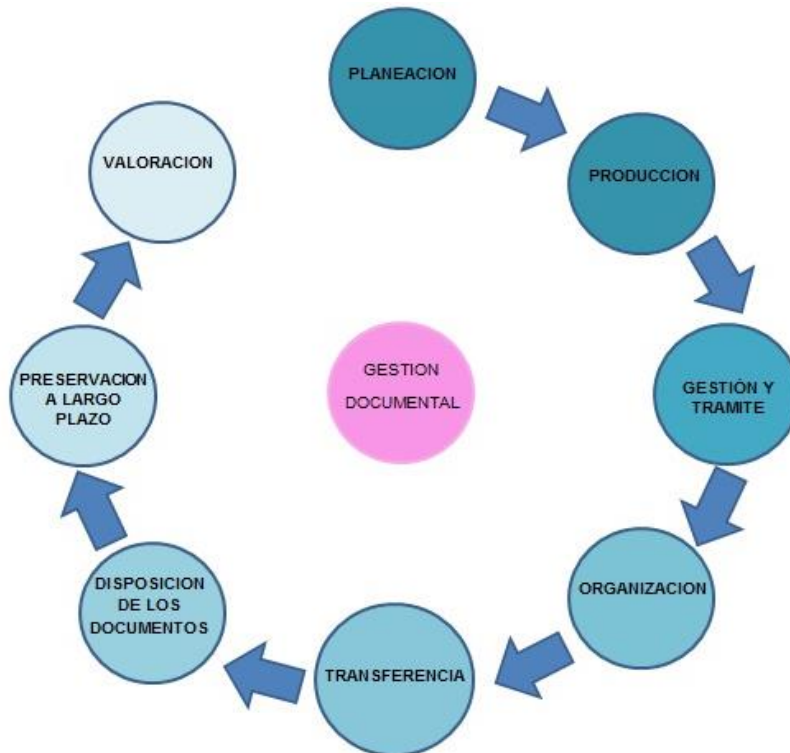 PLANEACION
PRODUCCION
GESTIÓN Y
TRAMITE
ORGANIZACION
TRANSFERENCIA
DISPOSICION
DE LOS
DOCUMENTOS
PRESERVACION
A LARGO
PLAZO
VALORACION
GESTION
DOCUMENTAL